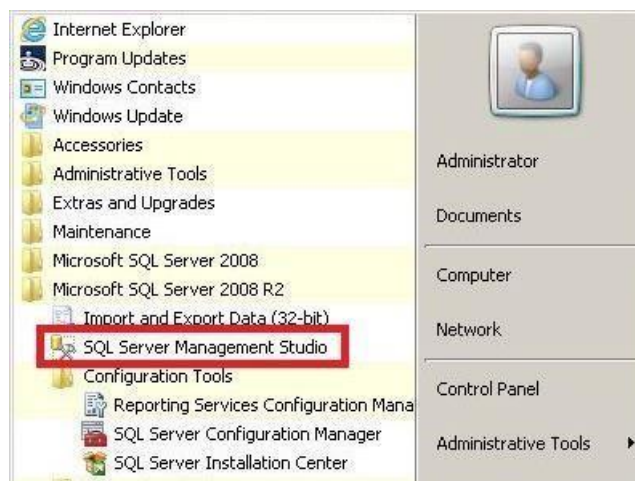 Internet Explorer
Program Updates
Windows Contacts
Windows Update
Accessories
Administrative Tools
Extras and Upgrades
Maintenance
Microsoft SQL Server 2008
Microsoft SQL Server 2008 R2
Import and Export Data (32-bit)
SQL Server Management Studio
Configuration Tools
Reporting Services Configuration Mana
SQL Server Configuration Manager
SQL Server Installation Center
Administrator
Documents
Computer
Network
Control Panel
Administrative Tools